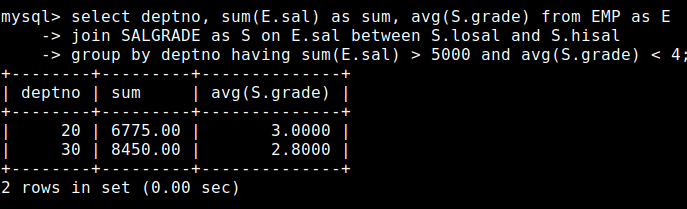 mysql> select deptno, sum(E.sal) as sum, avg(S.grade) from EMP as E
    -> join SALGRADE as S on E.sal between S.losal and S.hisal
    -> group by deptno having sum(E.sal) > 5000 and avg(S.grade) < 4;
+--------+---------+--------------+
| deptno | sum     | avg(S.grade) |
+--------+---------+--------------+
|     20 | 6775.00 |       3.0000 |
|     30 | 8450.00 |       2.8000 |
+--------+---------+--------------+
2 rows in set (0.00 sec)